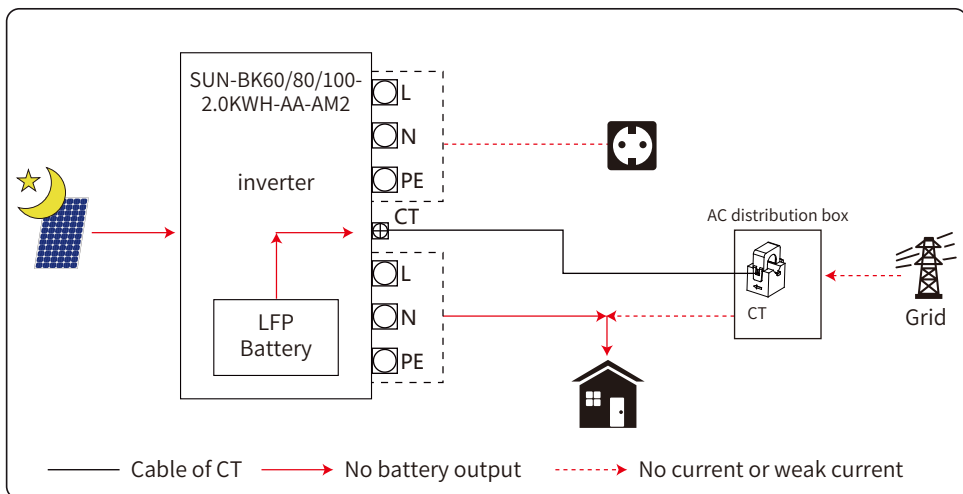 SUN-BK60/80/100-
2.0KWH-AA-AM2
inverter
L
N
PE
CT
L
N
PE
LFP
Battery
AC distribution box
CT
Grid
Cable of CT
No battery output
No current or weak current